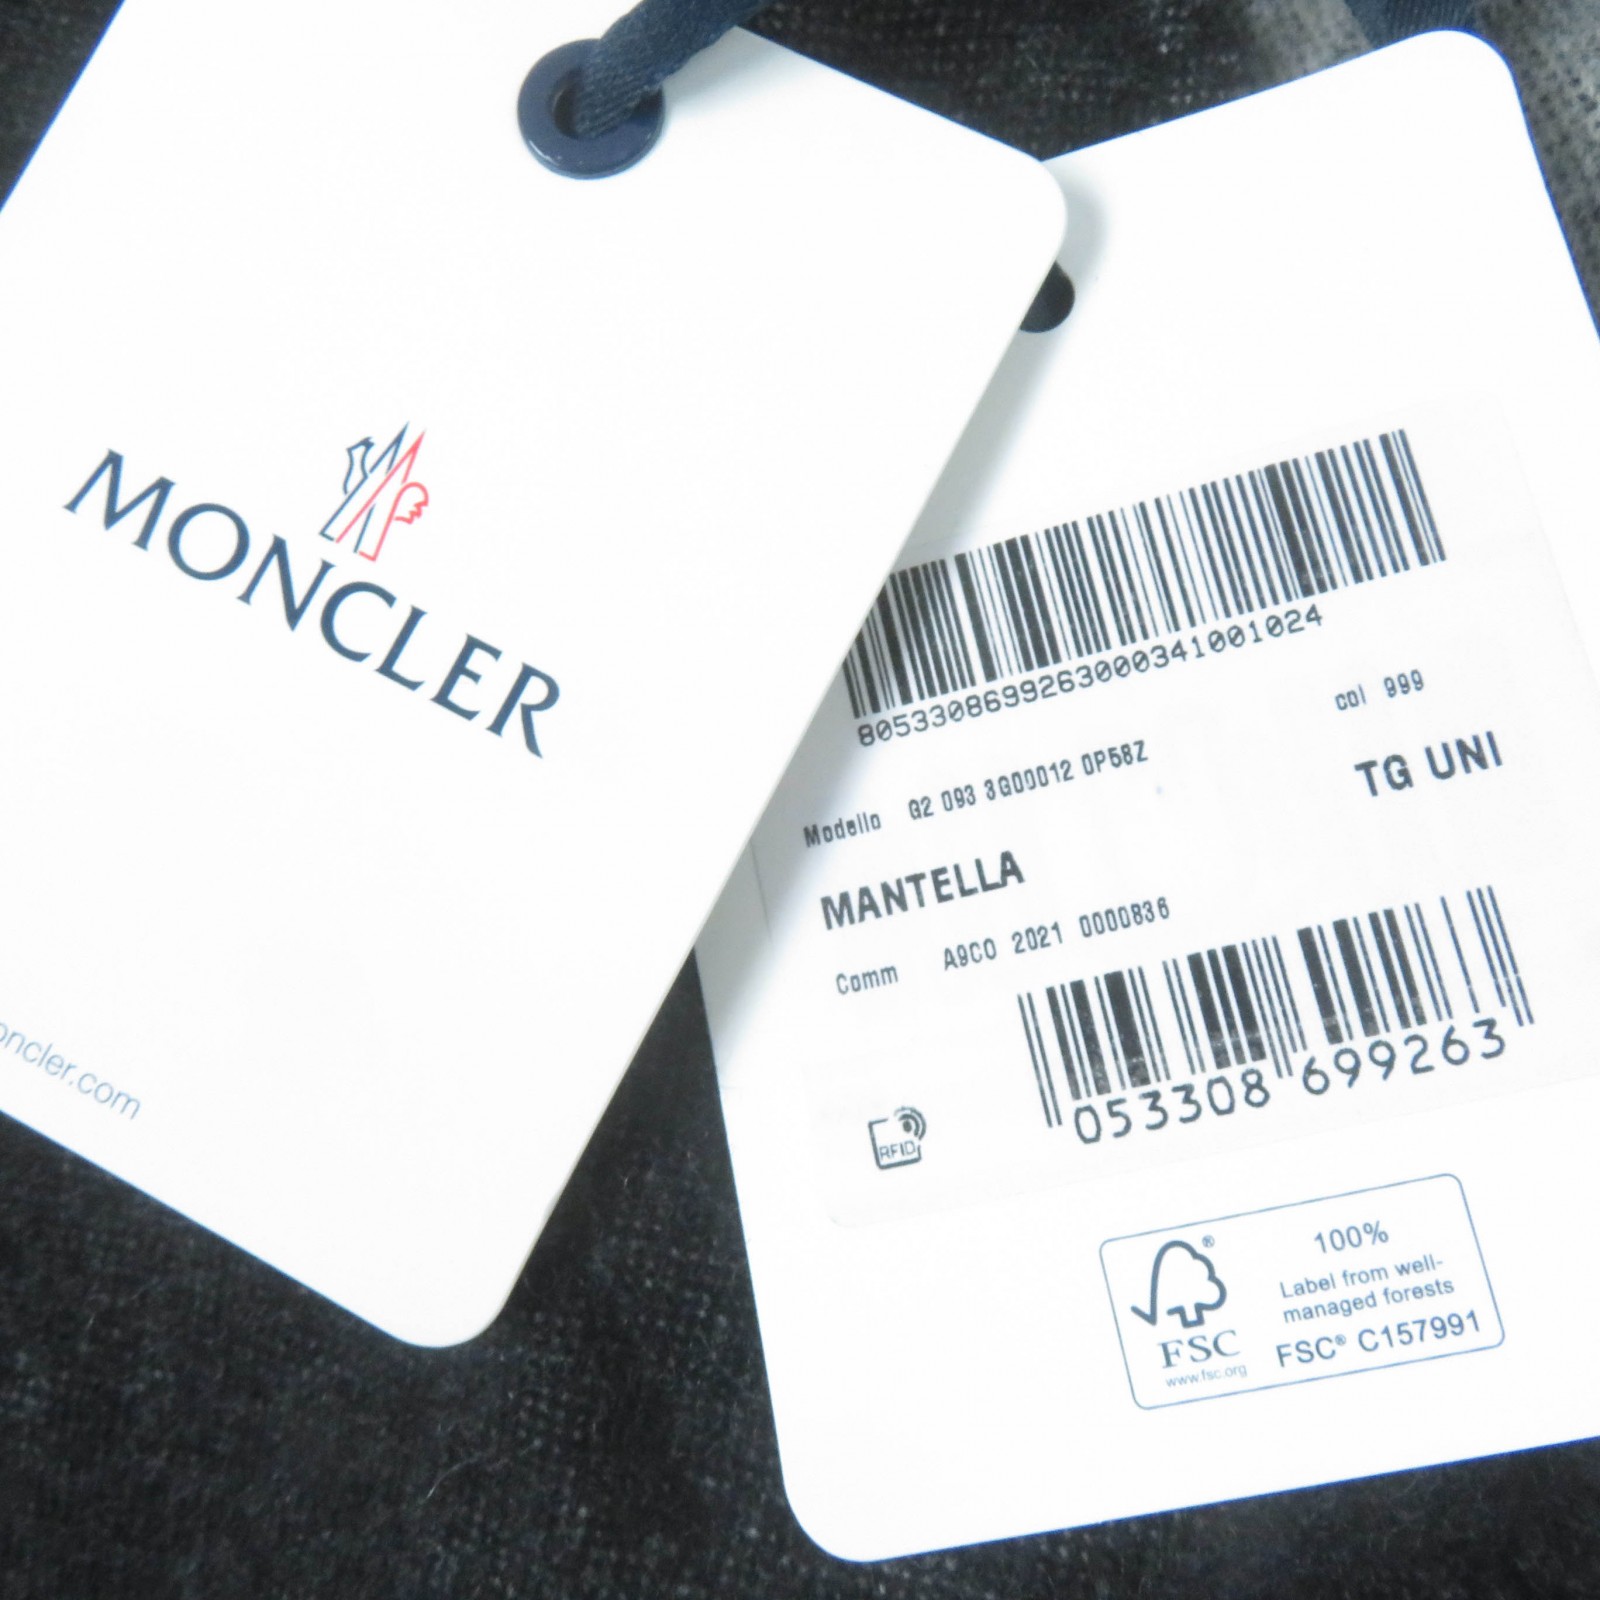 MONCLER
oncler.com
8053308699263000341001024
col 999
Modello G2 093 3G00012 0P58Z
TG UNI
MANTELLA
Comm A9C0 2021 0000836
053308 699263
RFID
100%
Label from well-
managed forests
FSC® C157991
FSC
www.fsc.org
®